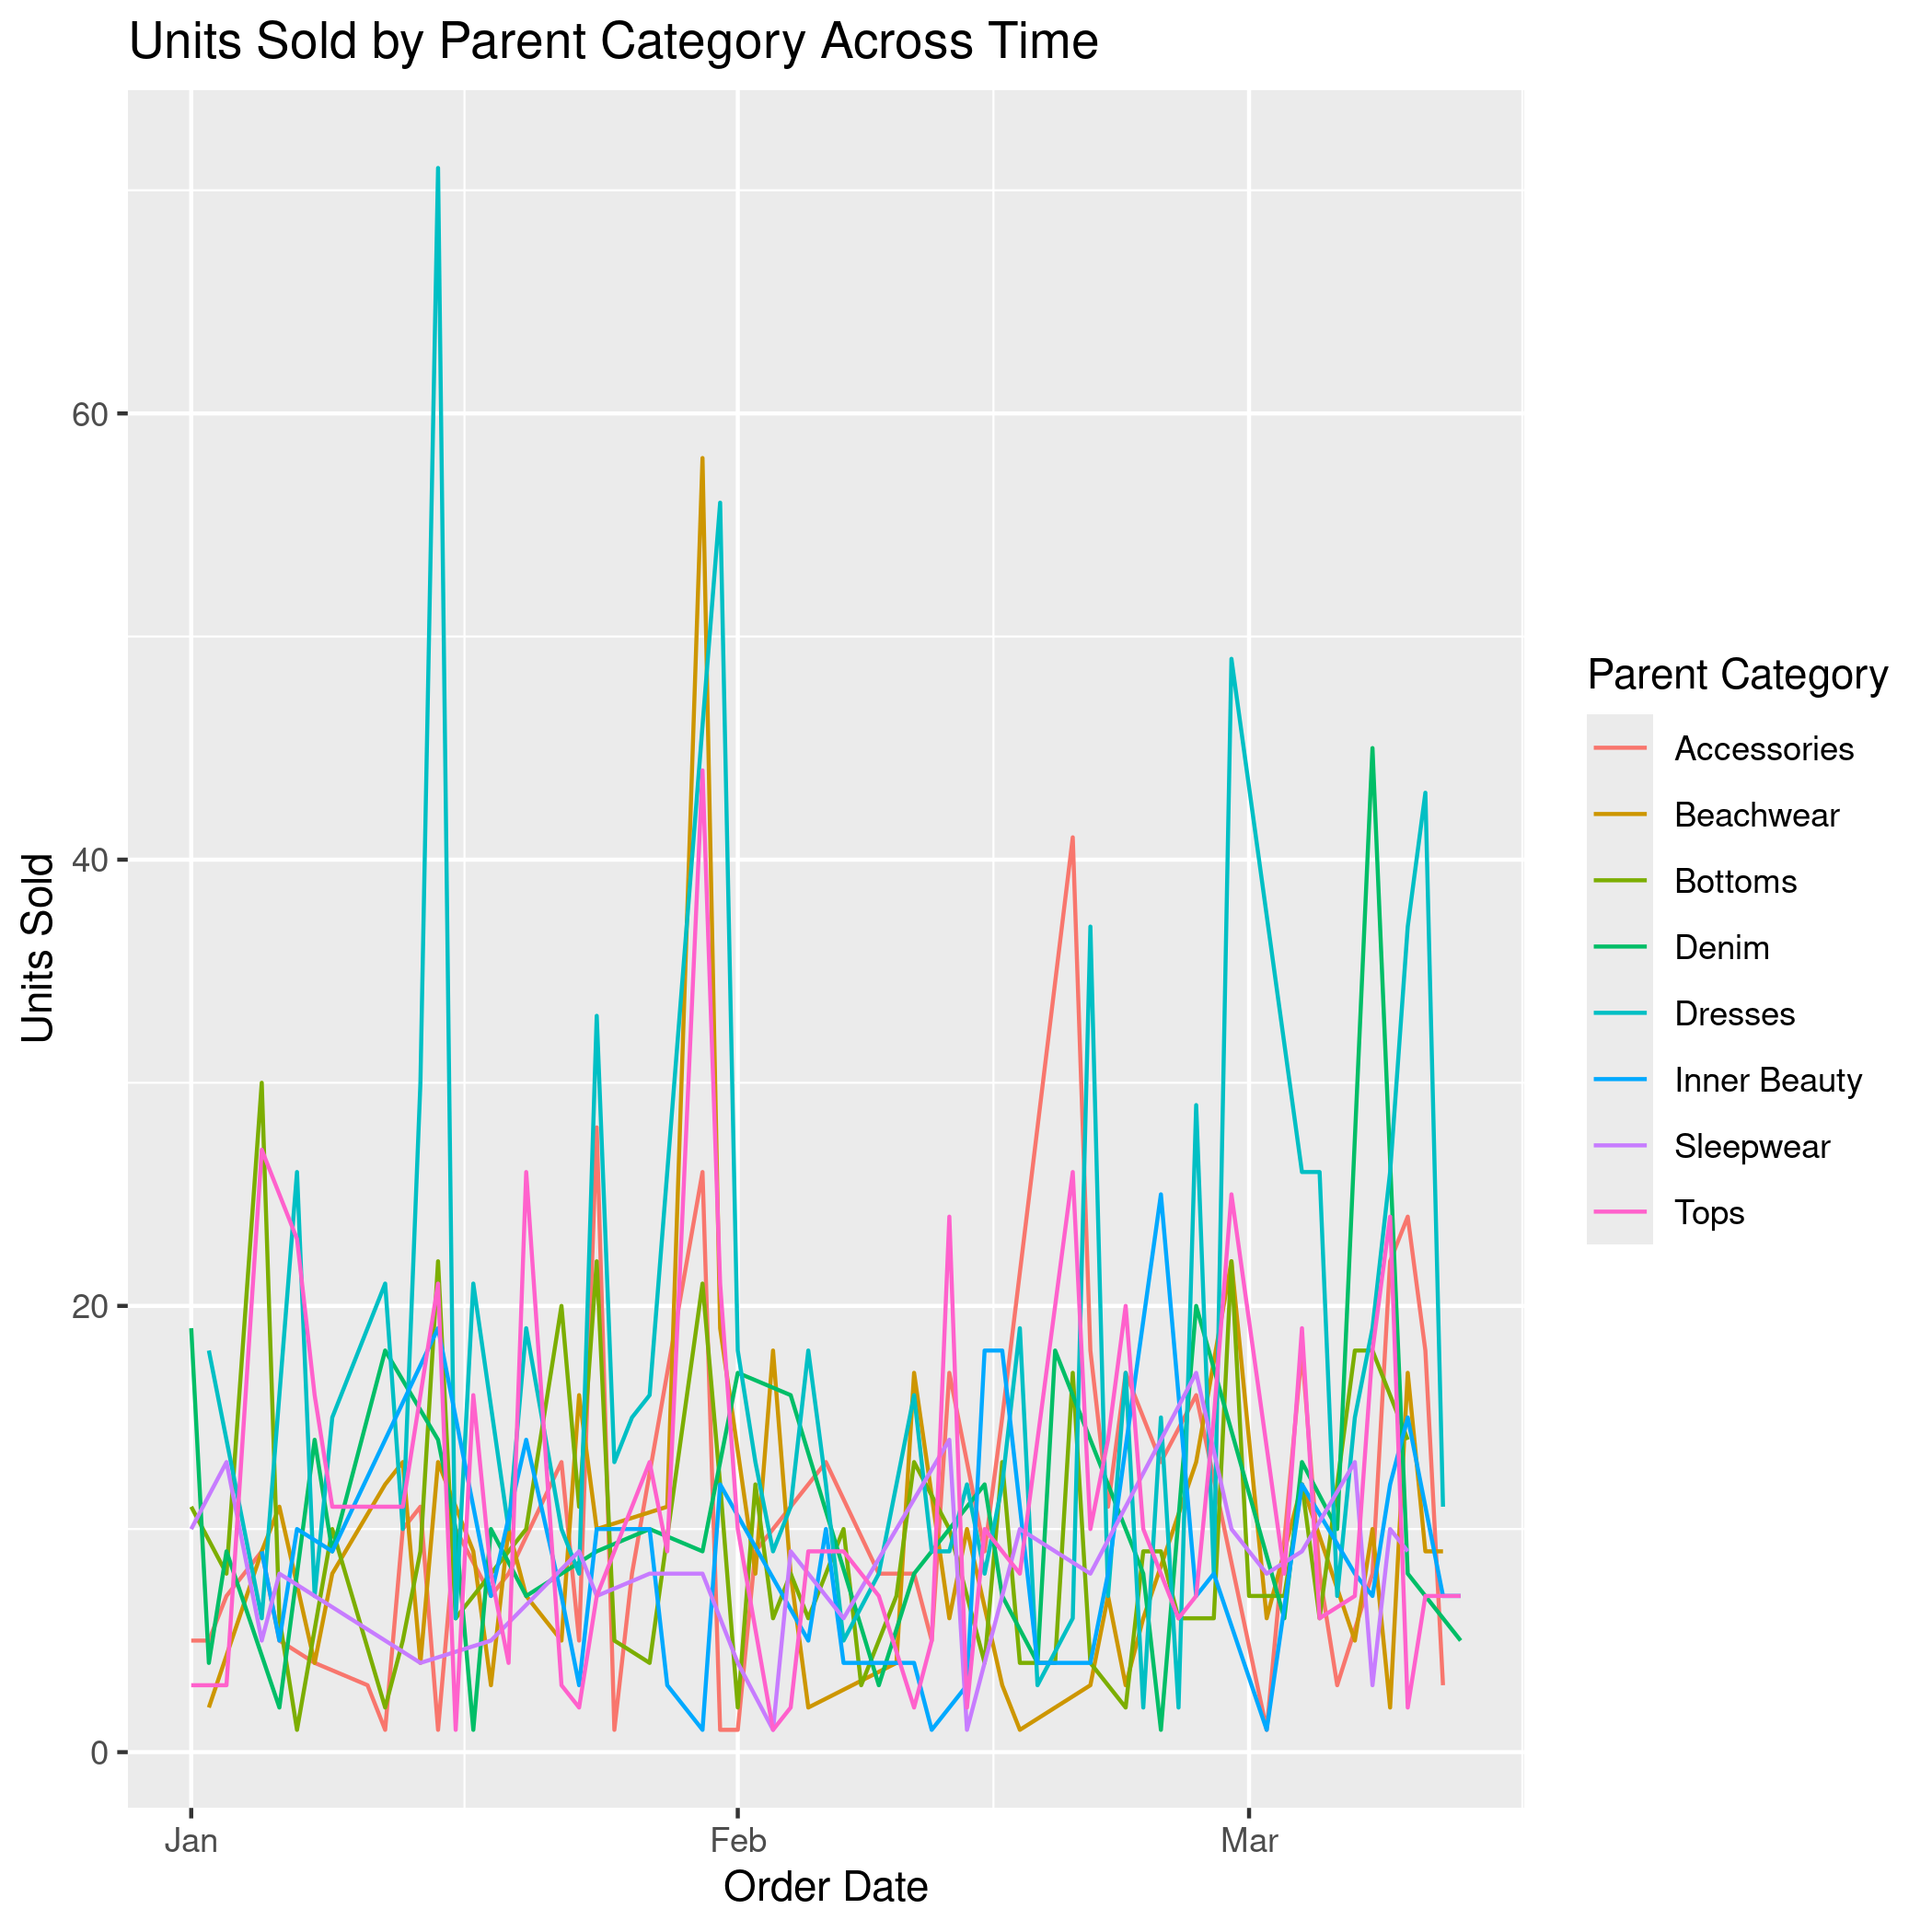 Units Sold by Parent Category Across Time
Units Sold
60
40
20
0
Jan
Feb
Mar
Order Date
Parent Category
Accessories
Beachwear
Bottoms
Denim
Dresses
Inner Beauty
Sleepwear
Tops